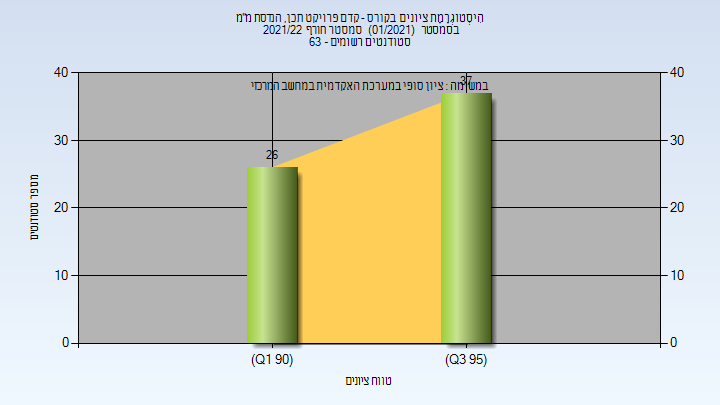 היסטוגרמת ציונים בקורס - קדם פרויקט תכן, הנדסת מ"מ
בסמסטר (01/2021) סמסטר חורף 2021/22
סטודנטים רשומים - 63
במשימה : ציון סופי במערכת האקדמית במחשב המרכזי
40
30
20
10
0
40
30
20
10
0
26
37
מספר סטודנטים
(Q1 90)
(Q3 95)
טווח ציונים